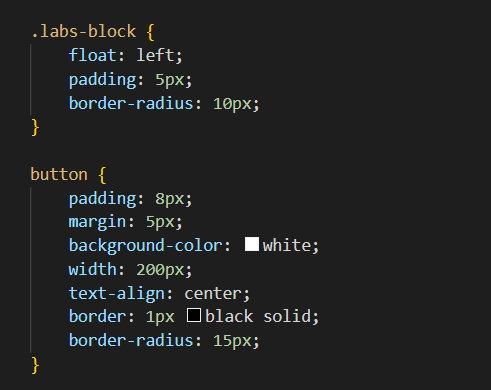 .labs-block {
    float: left;
    padding: 5px;
    border-radius: 10px;
}

button {
    padding: 8px;
    margin: 5px;
    background-color: white;
    width: 200px;
    text-align: center;
    border: 1px black solid;
    border-radius: 15px;
}